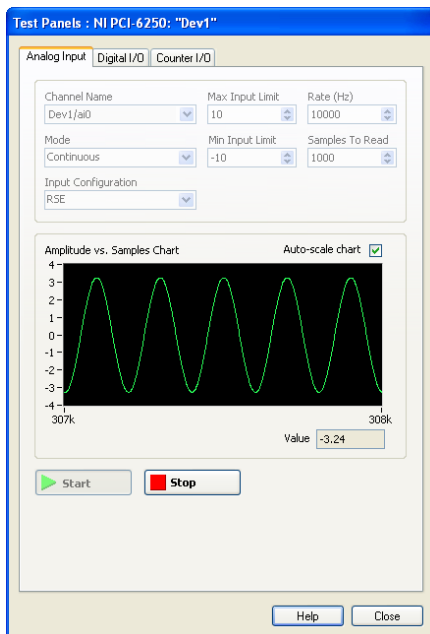 Test Panels : NI PCI-6250: "Dev1"
Analog Input Digital I/O Counter I/O
Channel Name Max Input Limit Rate (Hz)
Dev1/ai0 10 10000
Mode Min Input Limit Samples To Read
Continuous -10 1000
Input Configuration
RSE
Amplitude vs. Samples Chart Auto-scale chart
4
3
2
1
0
-1
-2
-3
-4
307k 308k
Value -3.24
Start Stop
Help Close